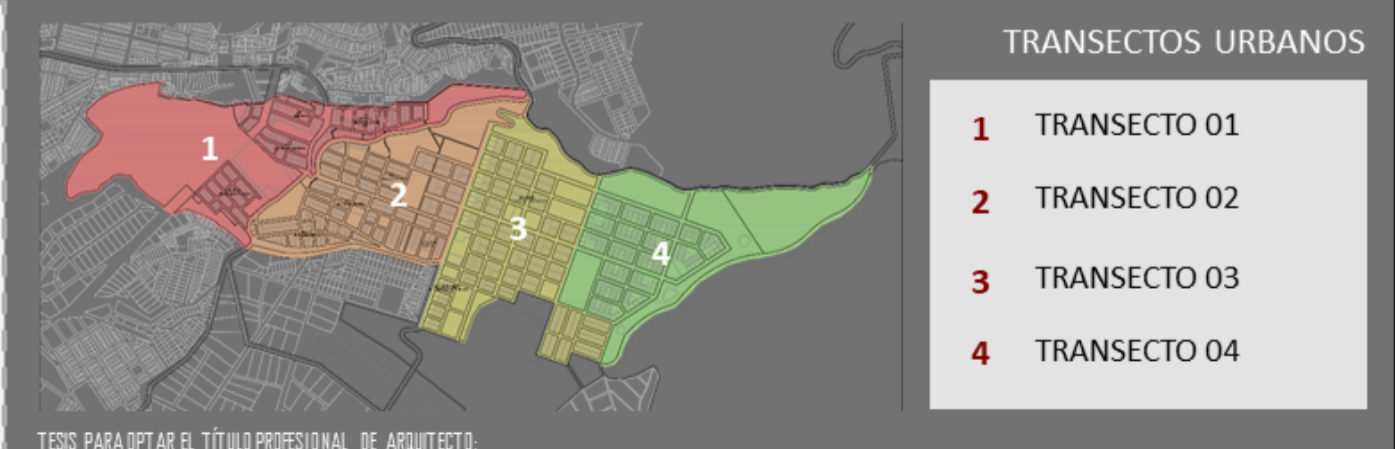 TRANSECTOS URBANOS
1 TRANSECTO 01
2 TRANSECTO 02
3 TRANSECTO 03
4 TRANSECTO 04
1
2
3
4
TESIS PARA OPTAR EL TÍTULO PROFESIONAL DE ARQUITECTO: